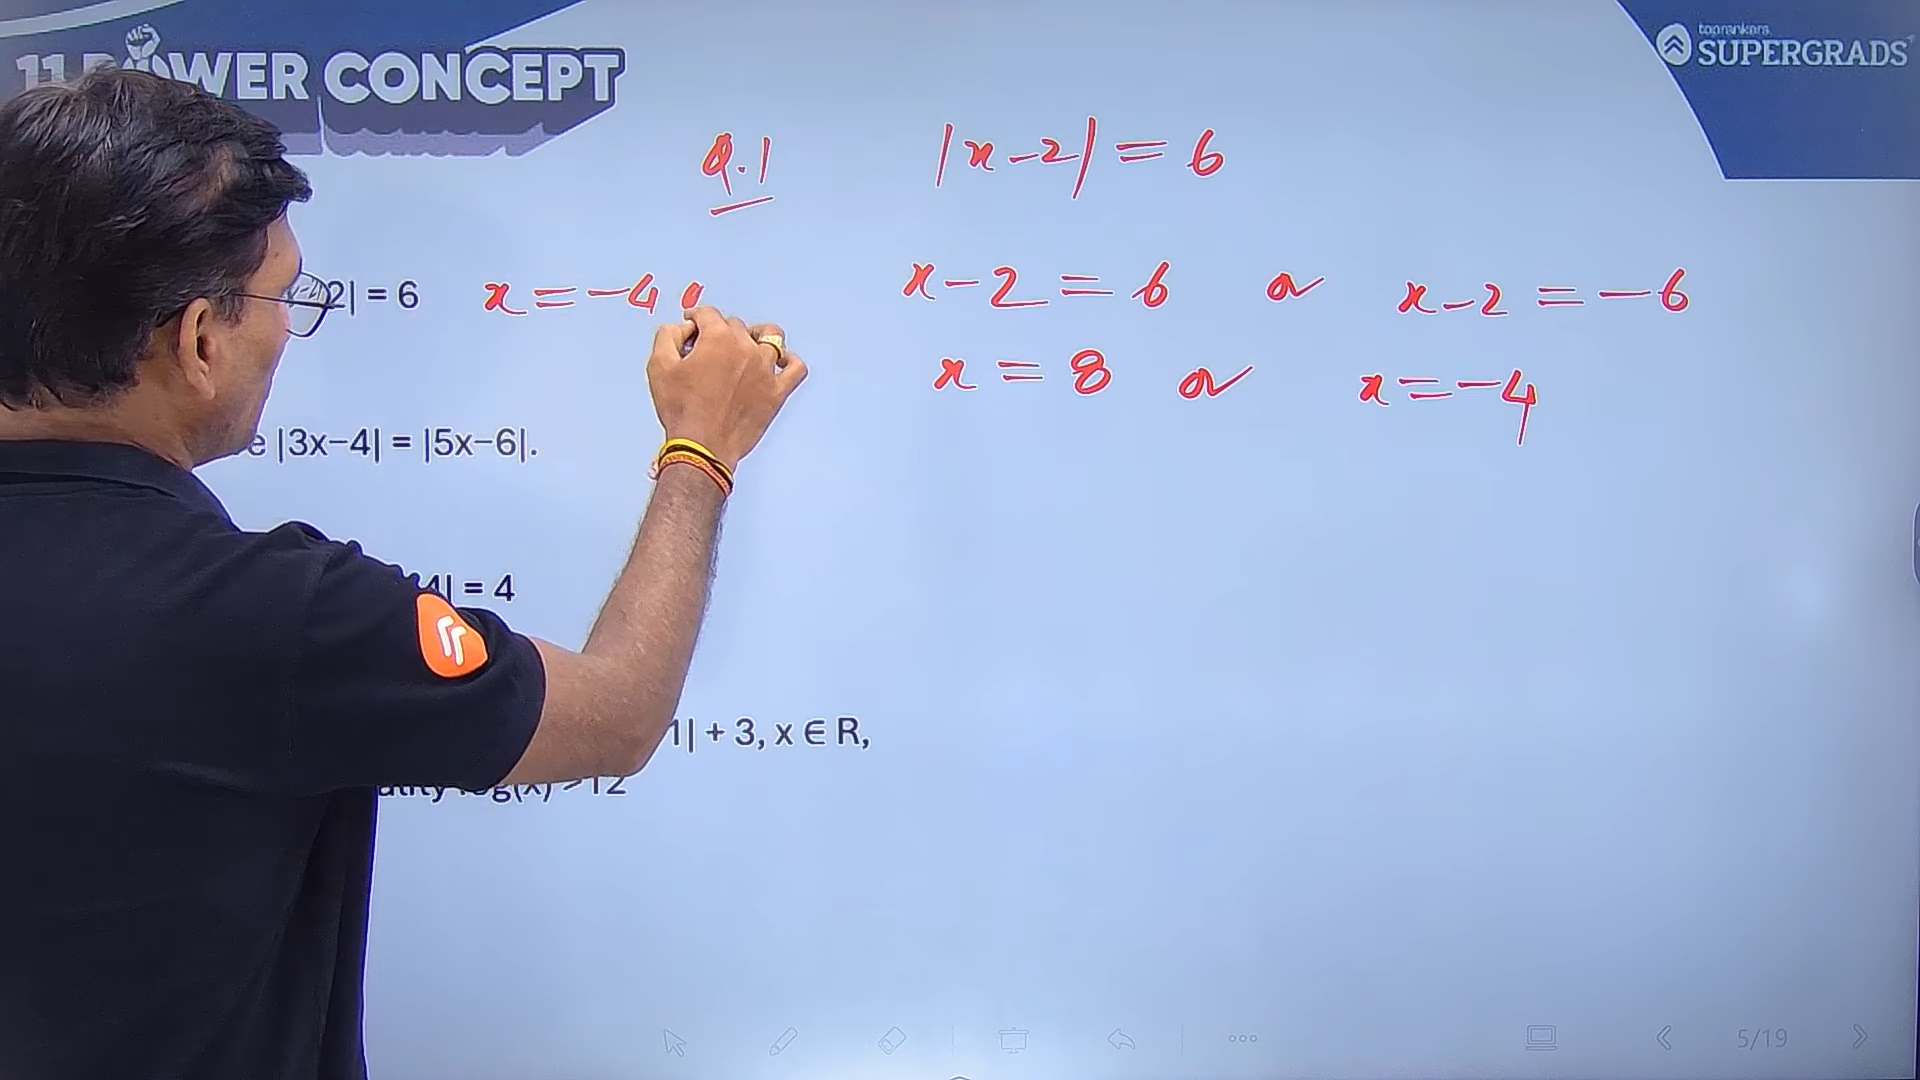 11 POWER CONCEPT
toprankers
SUPERGRADS
Q.1 |x-2| = 6
2| = 6 x = -4
x-2 = 6 or x-2 = -6
x = 8 or x = -4
e |3x-4| = |5x-6|.
4| = 4
1| + 3, x ∈ R,
5/19